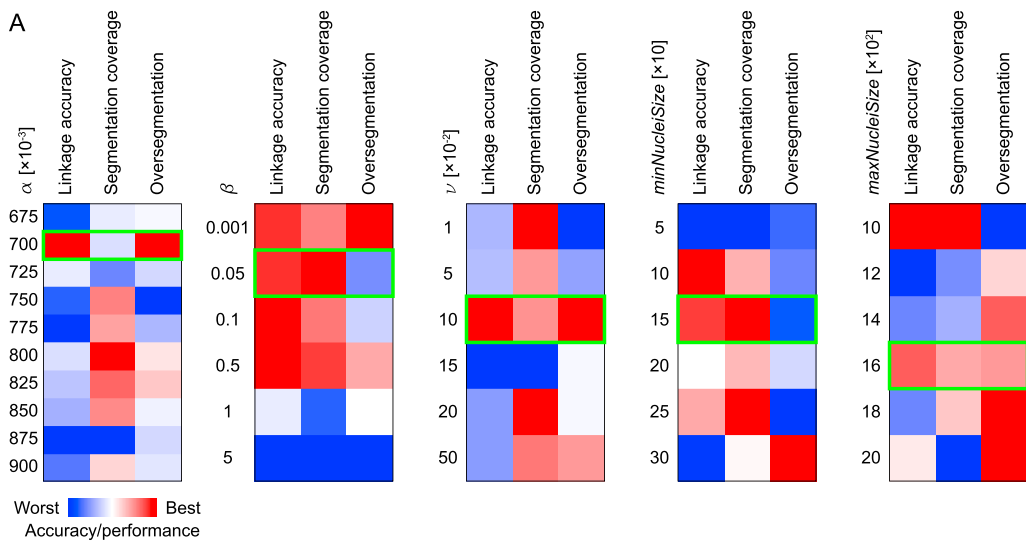 A
α [×10⁻³]
Linkage accuracy
Segmentation coverage
Oversegmentation
675
700
725
750
775
800
825
850
875
900
β
Linkage accuracy
Segmentation coverage
Oversegmentation
0.001
0.05
0.1
0.5
1
5
ν [×10⁻²]
Linkage accuracy
Segmentation coverage
Oversegmentation
1
5
10
15
20
50
minNucleiSize [×10]
Linkage accuracy
Segmentation coverage
Oversegmentation
5
10
15
20
25
30
maxNucleiSize [×10²]
Linkage accuracy
Segmentation coverage
Oversegmentation
10
12
14
16
18
20
Worst Best
Accuracy/performance